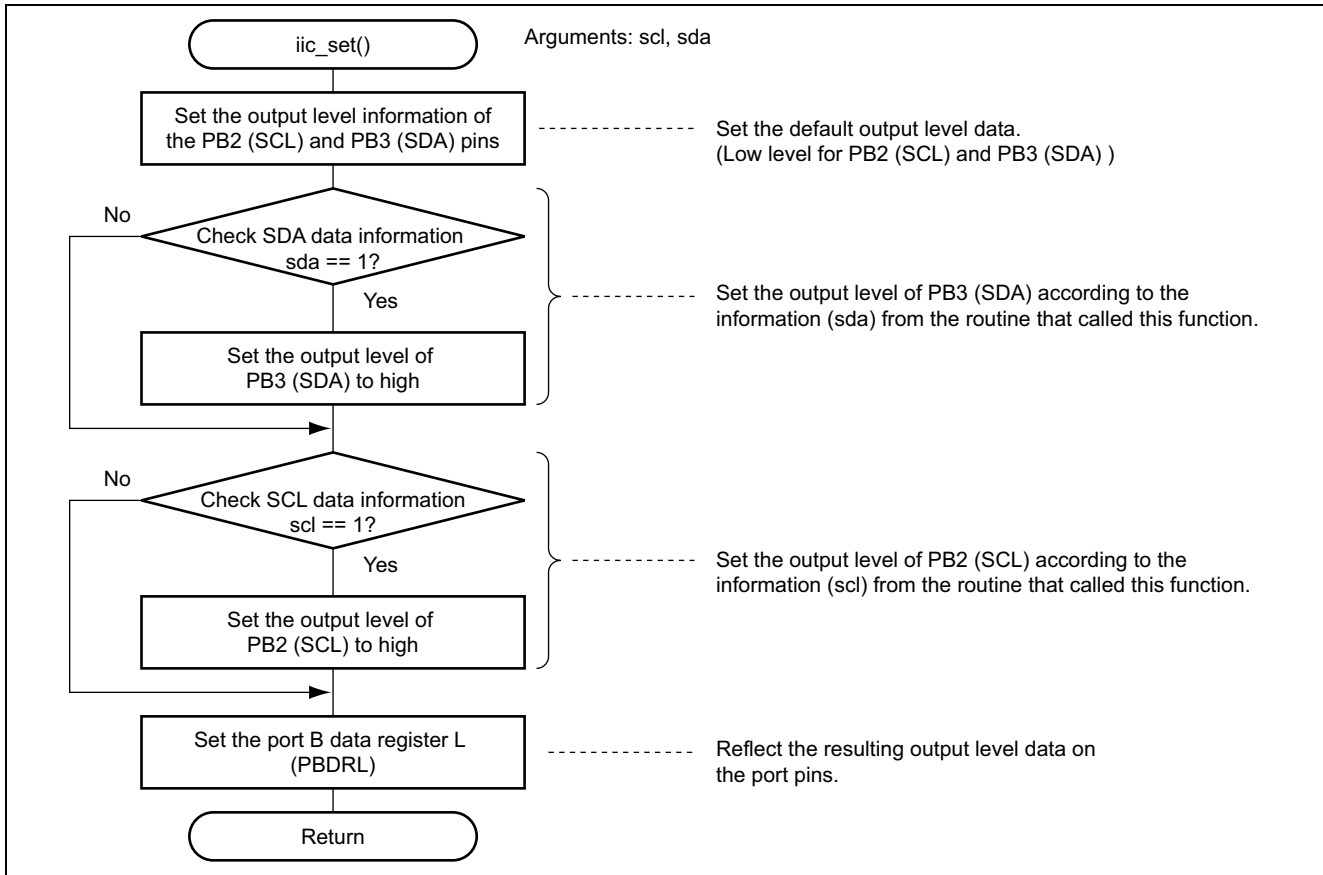 iic_set()
Arguments: scl, sda
Set the output level information of
the PB2 (SCL) and PB3 (SDA) pins
Set the default output level data.
(Low level for PB2 (SCL) and PB3 (SDA) )
No
Check SDA data information
sda == 1?
Yes
Set the output level of PB3 (SDA) according to the
information (sda) from the routine that called this function.
Set the output level of
PB3 (SDA) to high
No
Check SCL data information
scl == 1?
Yes
Set the output level of PB2 (SCL) according to the
information (scl) from the routine that called this function.
Set the output level of
PB2 (SCL) to high
Set the port B data register L
(PBDRL)
Reflect the resulting output level data on
the port pins.
Return